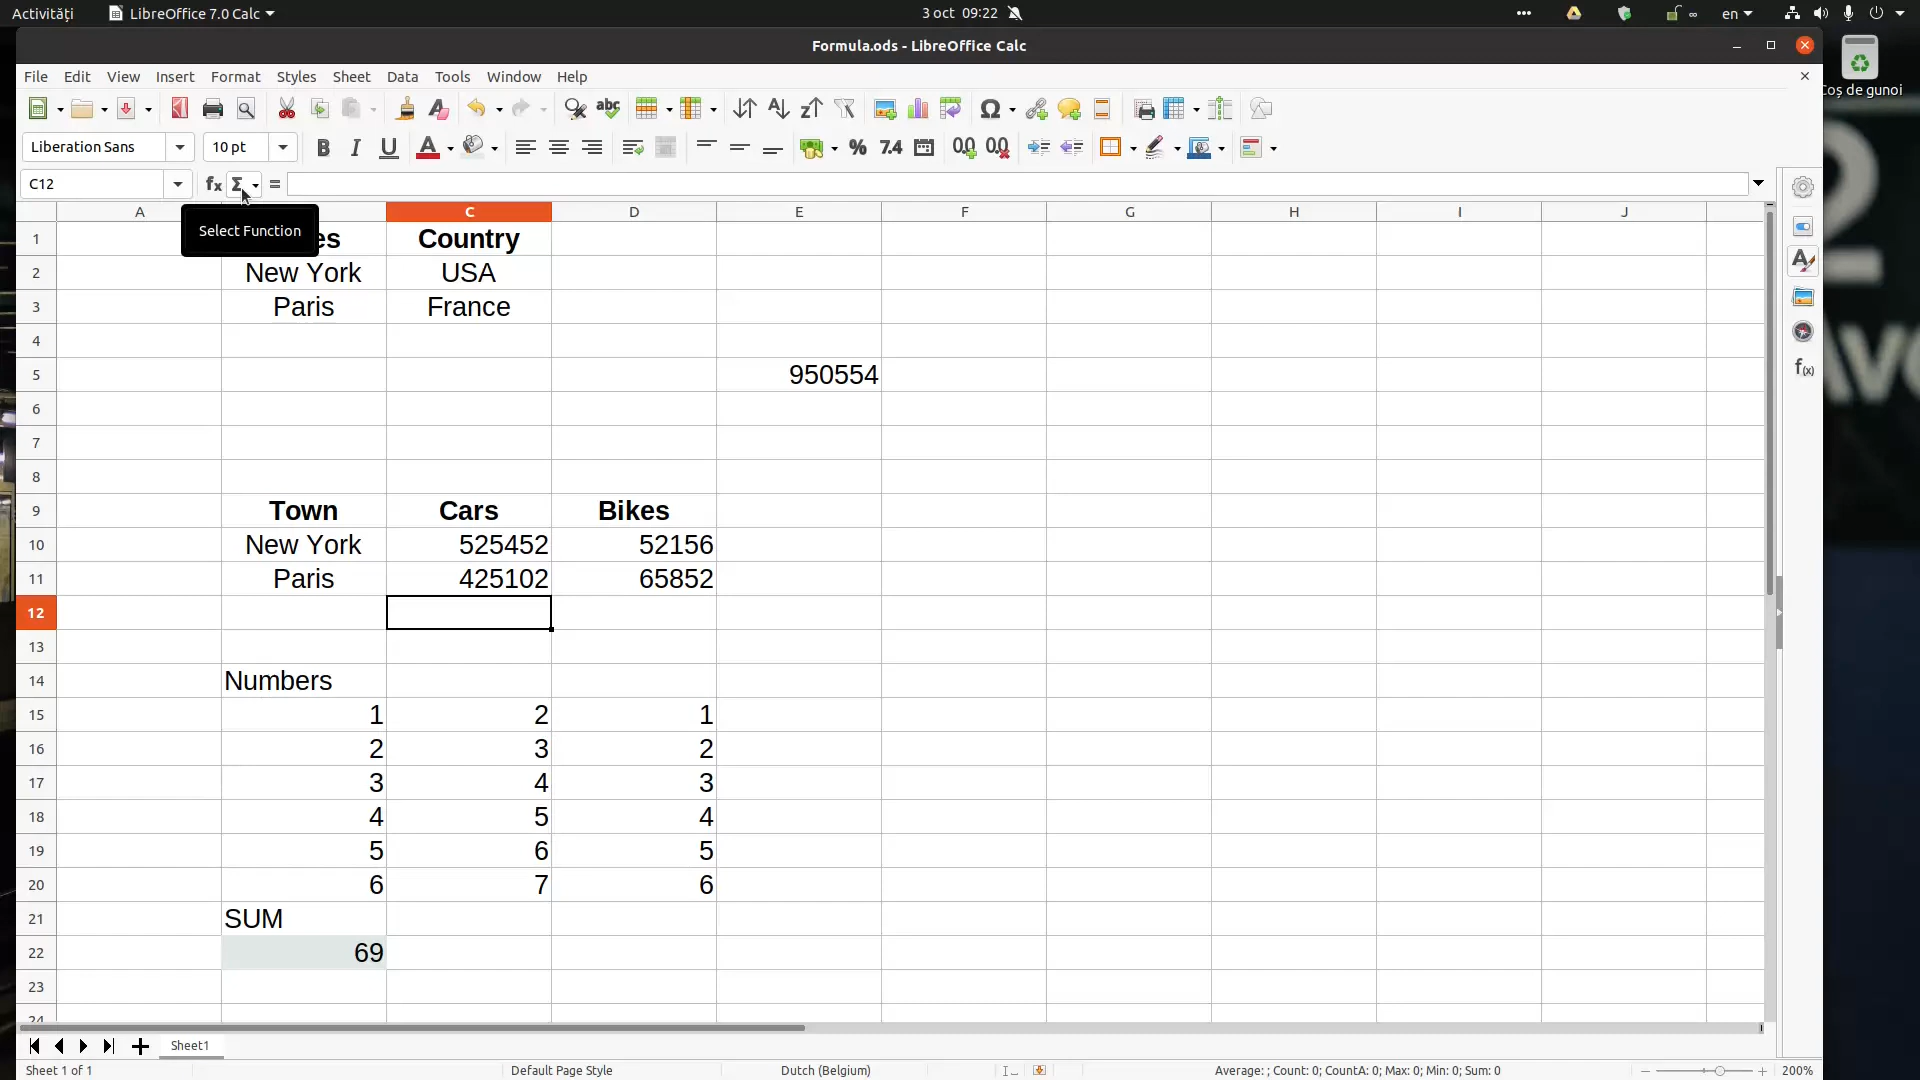 Activități LibreOffice 7.0 Calc 3 oct 09:22 en
Formula.ods - LibreOffice Calc
Coș de gunoi
File Edit View Insert Format Styles Sheet Data Tools Window Help
Liberation Sans 10 pt
C12
Select Function
A C D E F G H I J
1 Country
2 New York USA
3 Paris France
4
5 950554
6
7
8
9 Town Cars Bikes
10 New York 525452 52156
11 Paris 425102 65852
12
13
14 Numbers
15 1 2 1
16 2 3 2
17 3 4 3
18 4 5 4
19 5 6 5
20 6 7 6
21 SUM
22 69
23
24
Sheet1
Sheet 1 of 1 Default Page Style Dutch (Belgium) Average: ; Count: 0; CountA: 0; Max: 0; Min: 0; Sum: 0 200%